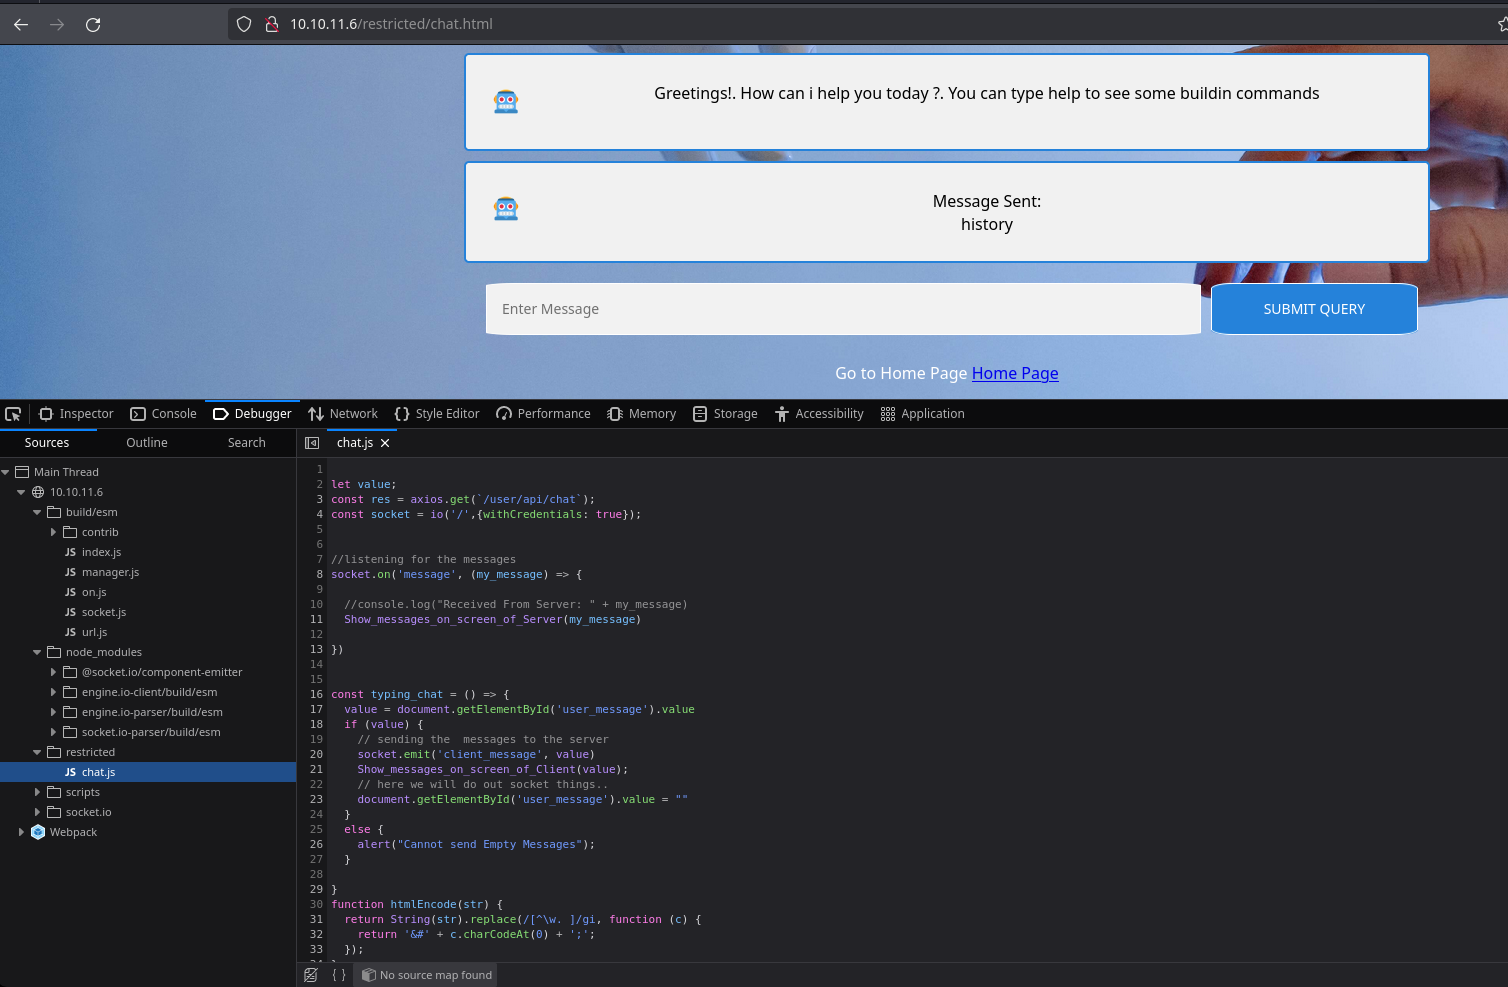 10.10.11.6/restricted/chat.html
Greetings!. How can i help you today ?. You can type help to see some buildin commands
Message Sent:
history
Enter Message
SUBMIT QUERY
Go to Home Page Home Page
Inspector Console Debugger Network Style Editor Performance Memory Storage Accessibility Application
Sources Outline Search
chat.js
Main Thread
10.10.11.6
build/esm
contrib
JS index.js
JS manager.js
JS on.js
JS socket.js
JS url.js
node_modules
@socket.io/component-emitter
engine.io-client/build/esm
engine.io-parser/build/esm
socket.io-parser/build/esm
restricted
JS chat.js
scripts
socket.io
Webpack
1
2 let value;
3 const res = axios.get(`/user/api/chat`);
4 const socket = io('/',{withCredentials: true});
5
6
7 //listening for the messages
8 socket.on('message', (my_message) => {
9
10 //console.log("Received From Server: " + my_message)
11 Show_messages_on_screen_of_Server(my_message)
12
13 })
14
15
16 const typing_chat = () => {
17 value = document.getElementById('user_message').value
18 if (value) {
19 // sending the  messages to the server
20 socket.emit('client_message', value)
21 Show_messages_on_screen_of_Client(value);
22 // here we will do out socket things..
23 document.getElementById('user_message').value = ""
24 }
25 else {
26 alert("Cannot send Empty Messages");
27 }
28
29 }
30 function htmlEncode(str) {
31 return String(str).replace(/[^\w. ]/gi, function (c) {
32 return '&#' + c.charCodeAt(0) + ';';
33 });
{ } No source map found